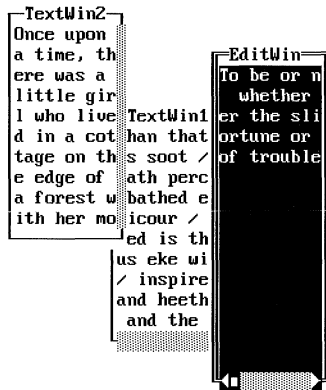 TextWin2
Once upon
a time, th
ere was a
little gir
l who live
d in a cot
tage on th
e edge of
a forest w
ith her mo
TextWin1
han that
s soot /
ath perc
bathed e
icour /
ed is th
us eke wi
/ inspire
and heeth
and the
EditWin
To be or n
whether
er the sli
ortune or
of trouble